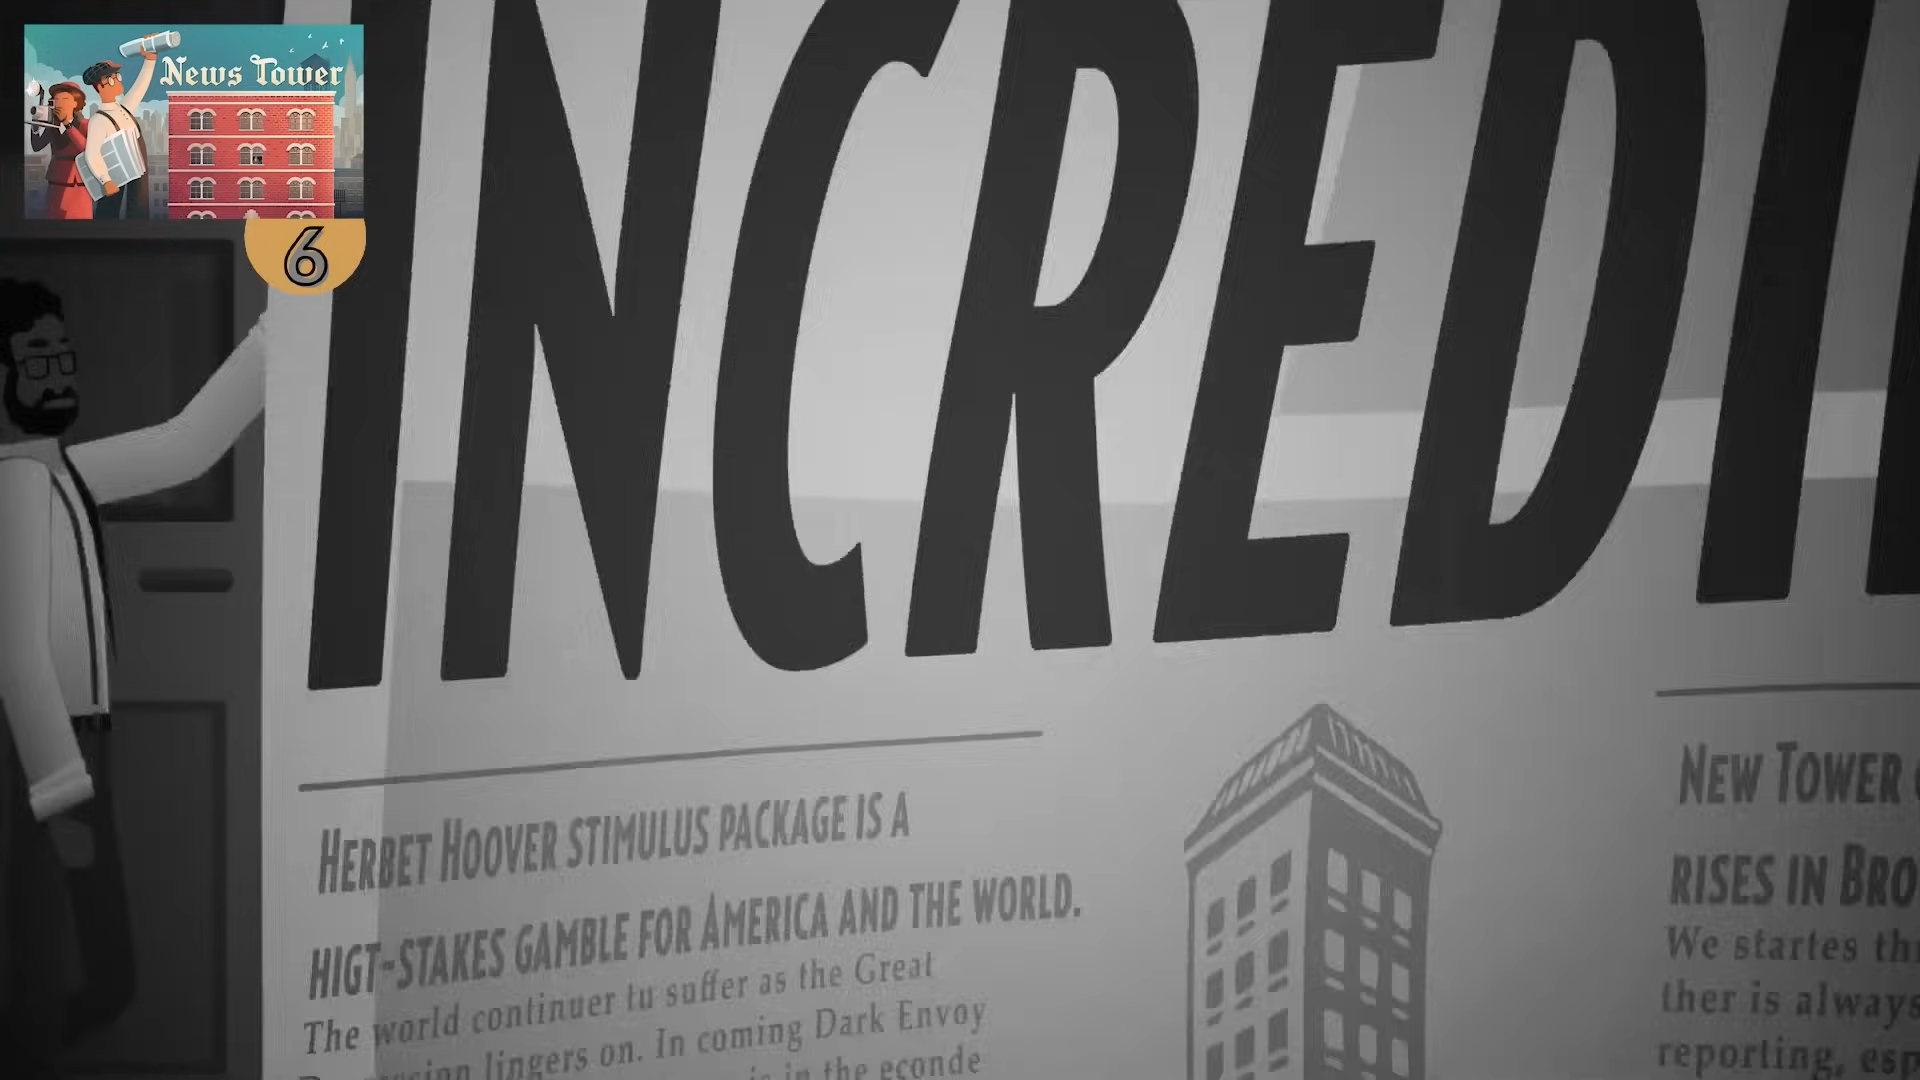 News Tower
6
INCREDI
HERBET HOOVER STIMULUS PACKAGE IS A
HIGT-STAKES GAMBLE FOR AMERICA AND THE WORLD.
The world continuer tu suffer as the Great
lingers on. In coming Dark Envoy
is in the econde
NEW TOWER
RISES IN BRO
We startes th
ther is always
reporting, esp